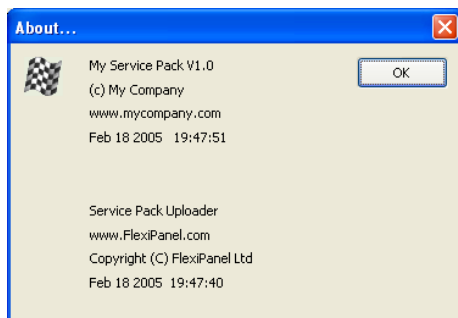 About...
My Service Pack V1.0
OK
(c) My Company
www.mycompany.com
Feb 18 2005   19:47:51
Service Pack Uploader
www.FlexiPanel.com
Copyright (C) FlexiPanel Ltd
Feb 18 2005  19:47:40